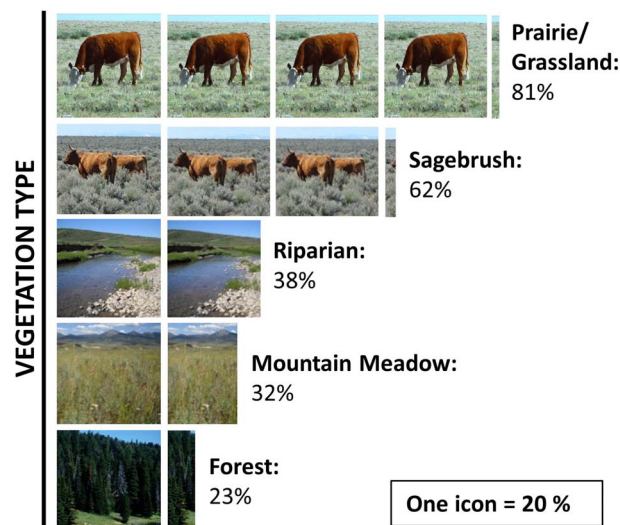 VEGETATION TYPE
Prairie/
Grassland:
81%
Sagebrush:
62%
Riparian:
38%
Mountain Meadow:
32%
Forest:
23%
One icon = 20 %